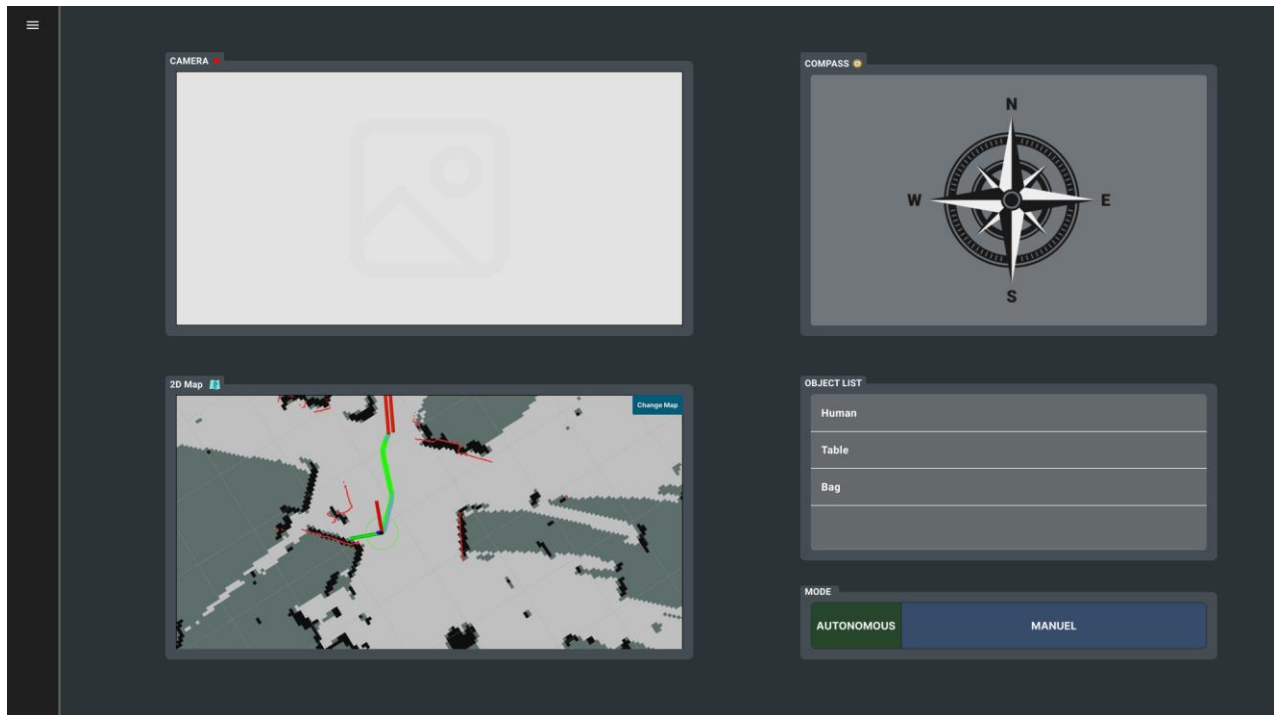 CAMERA
COMPASS
N
W
E
S
2D Map
Change Map
OBJECT LIST
Human
Table
Bag
MODE
AUTONOMOUS
MANUEL